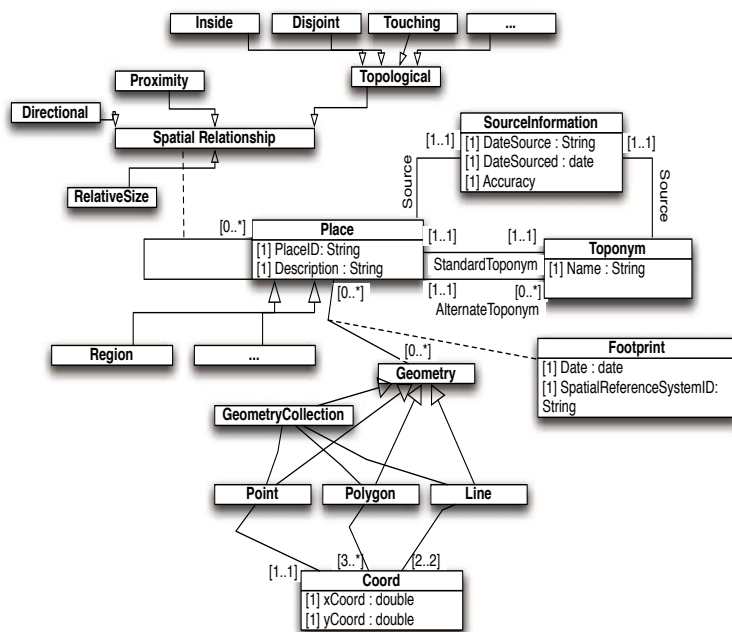 Inside
Disjoint
Touching
...
Topological
Proximity
Directional
Spatial Relationship
RelativeSize
SourceInformation
[1] DateSource : String
[1] DateSourced : date
[1] Accuracy
[1..1]
[1..1]
Source
Source
[0..*]
Place
[1] PlaceID: String
[1] Description : String
[1..1]
[1..1]
StandardToponym
[1..1]
[0..*]
AlternateToponym
Toponym
[1] Name : String
[0..*]
Region
...
[0..*]
Geometry
Footprint
[1] Date : date
[1] SpatialReferenceSystemID:
String
GeometryCollection
Point
Polygon
Line
[1..1]
[3..*]
[2..2]
Coord
[1] xCoord : double
[1] yCoord : double